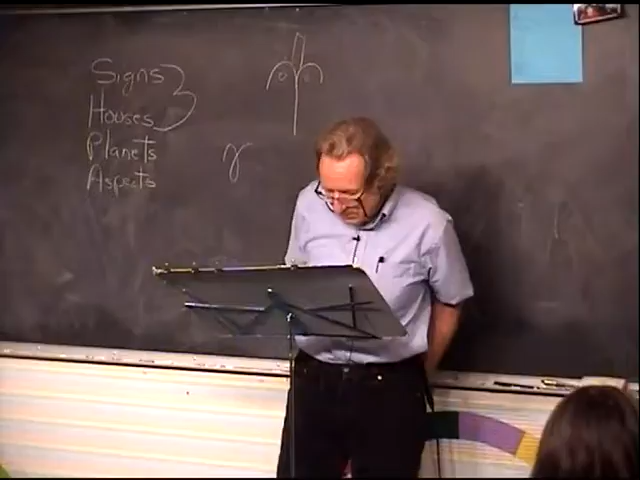 Signs
Houses
Planets
Aspects
γ